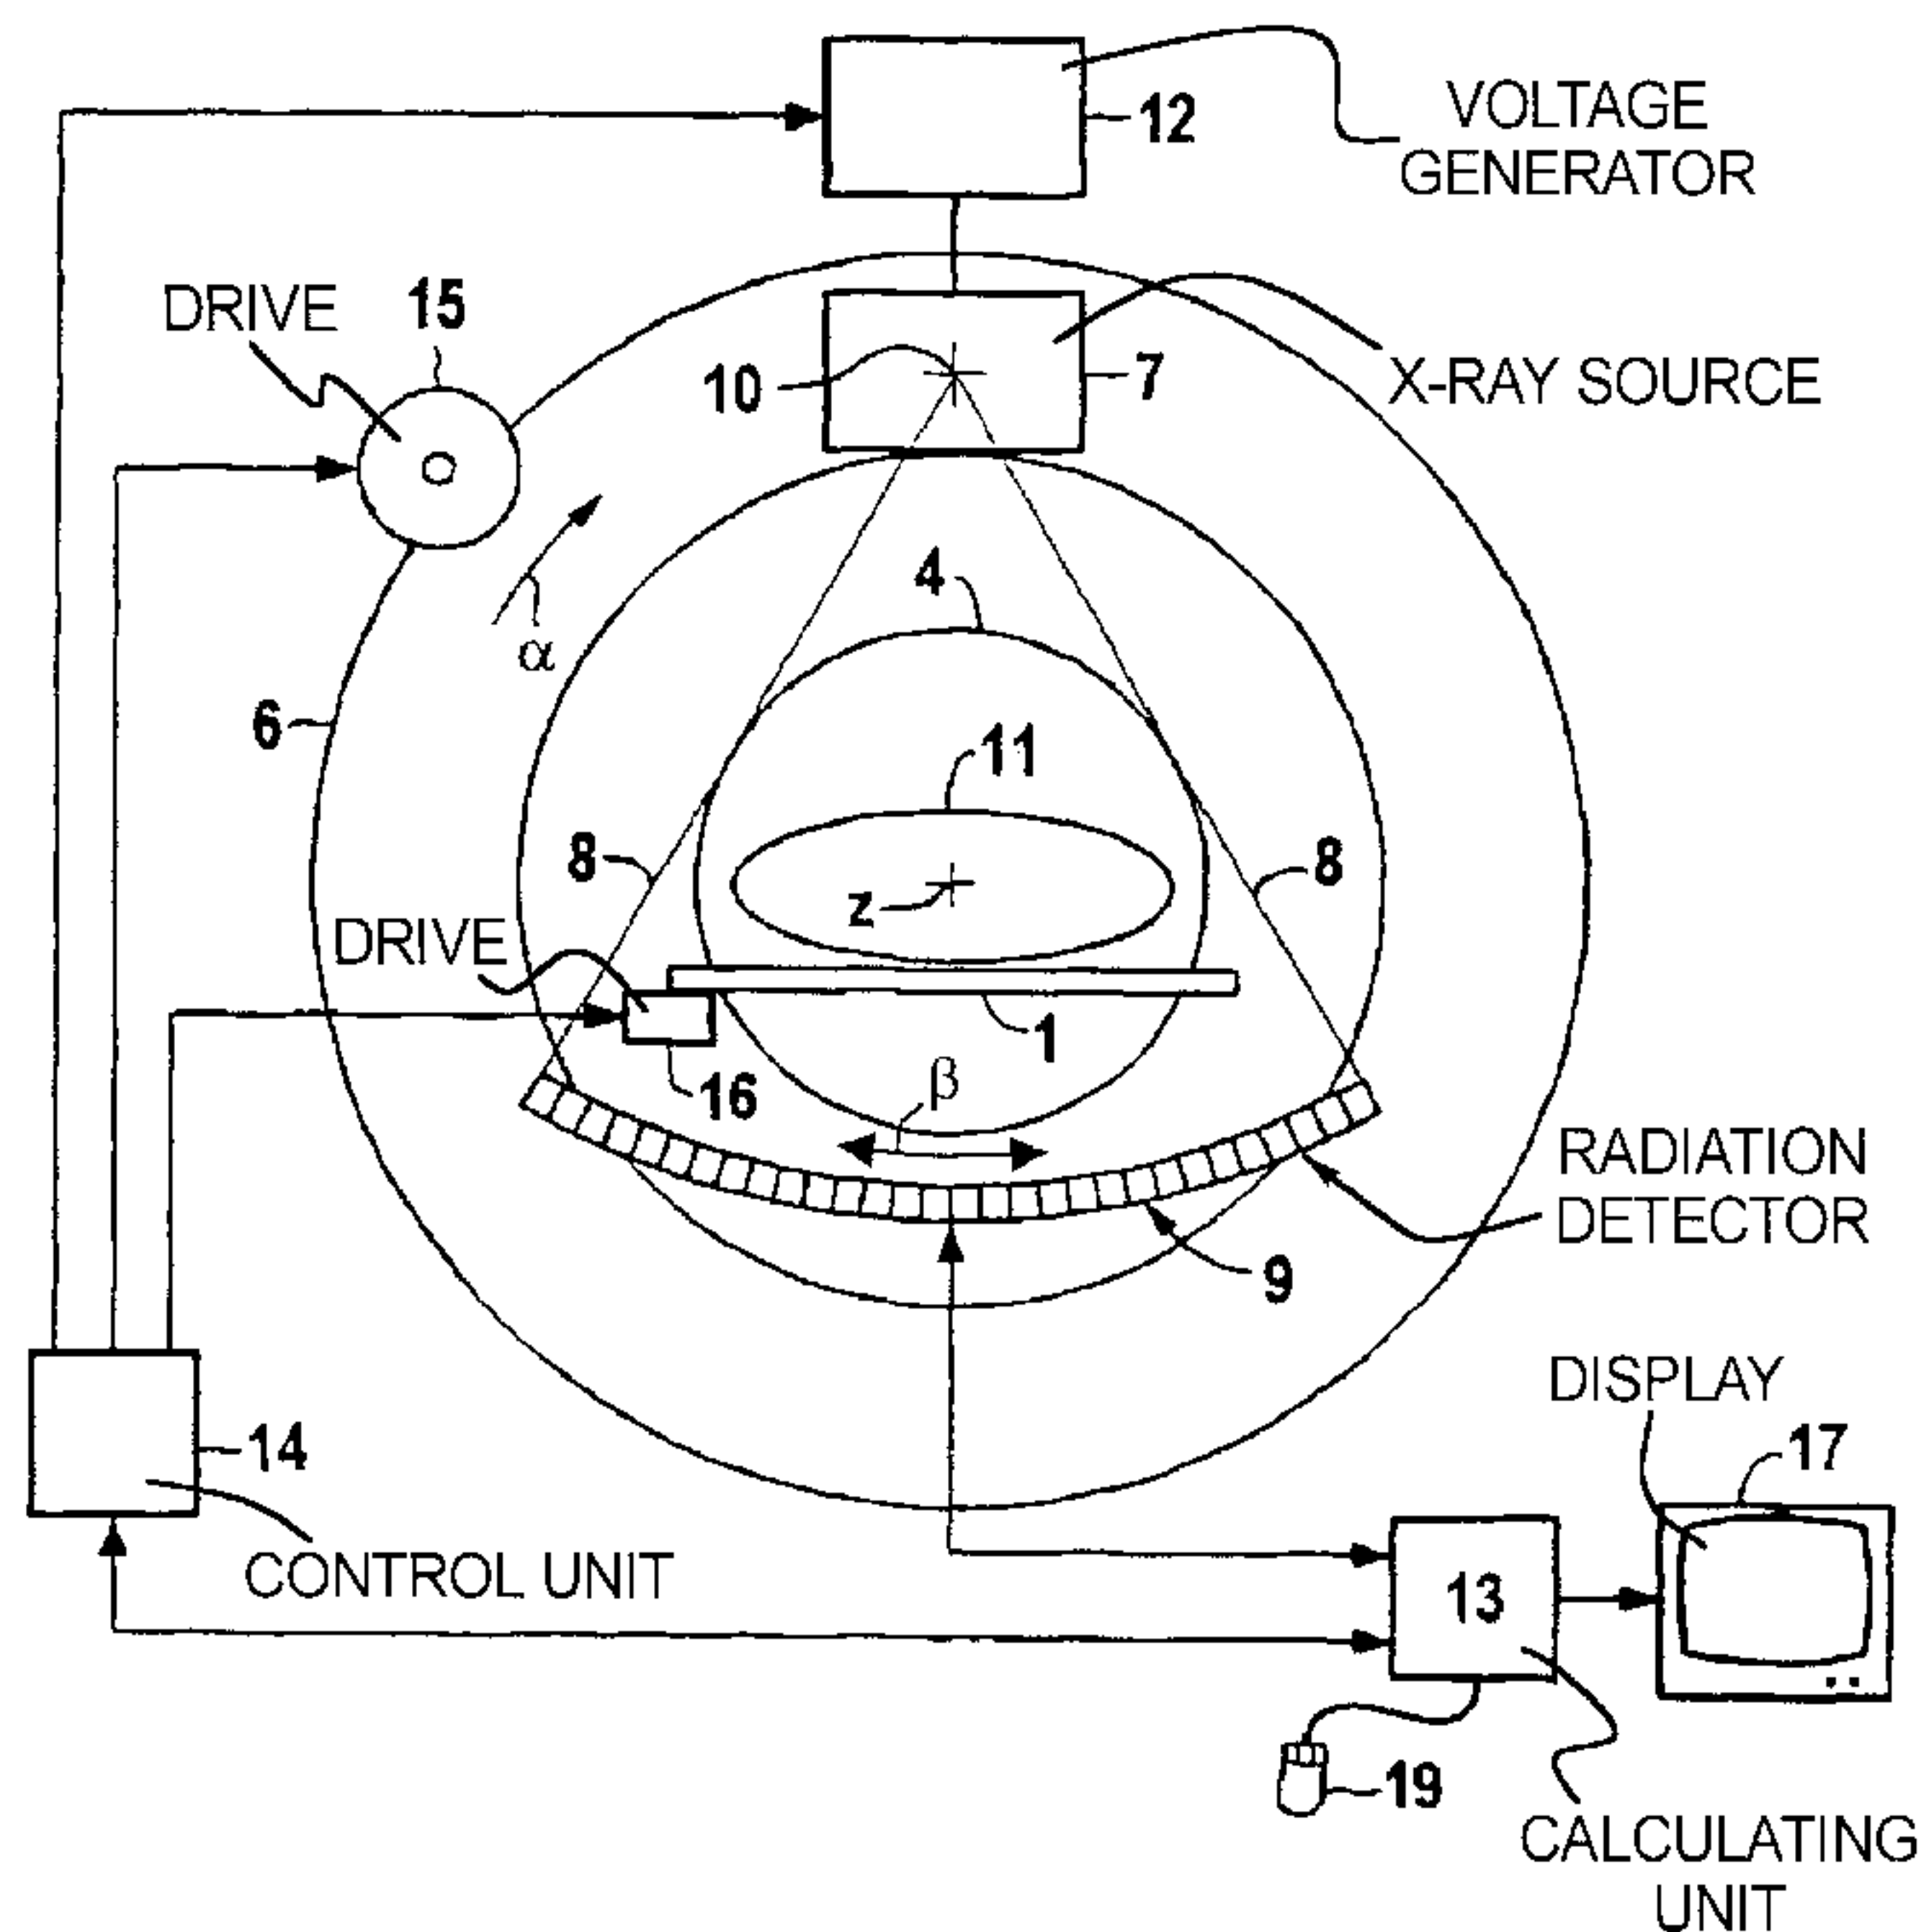 12
VOLTAGE
GENERATOR
DRIVE
15
10
7
X-RAY SOURCE
4
α
6
11
8
8
z
DRIVE
1
16
β
RADIATION
DETECTOR
9
DISPLAY
14
17
CONTROL UNIT
13
19
CALCULATING
UNIT